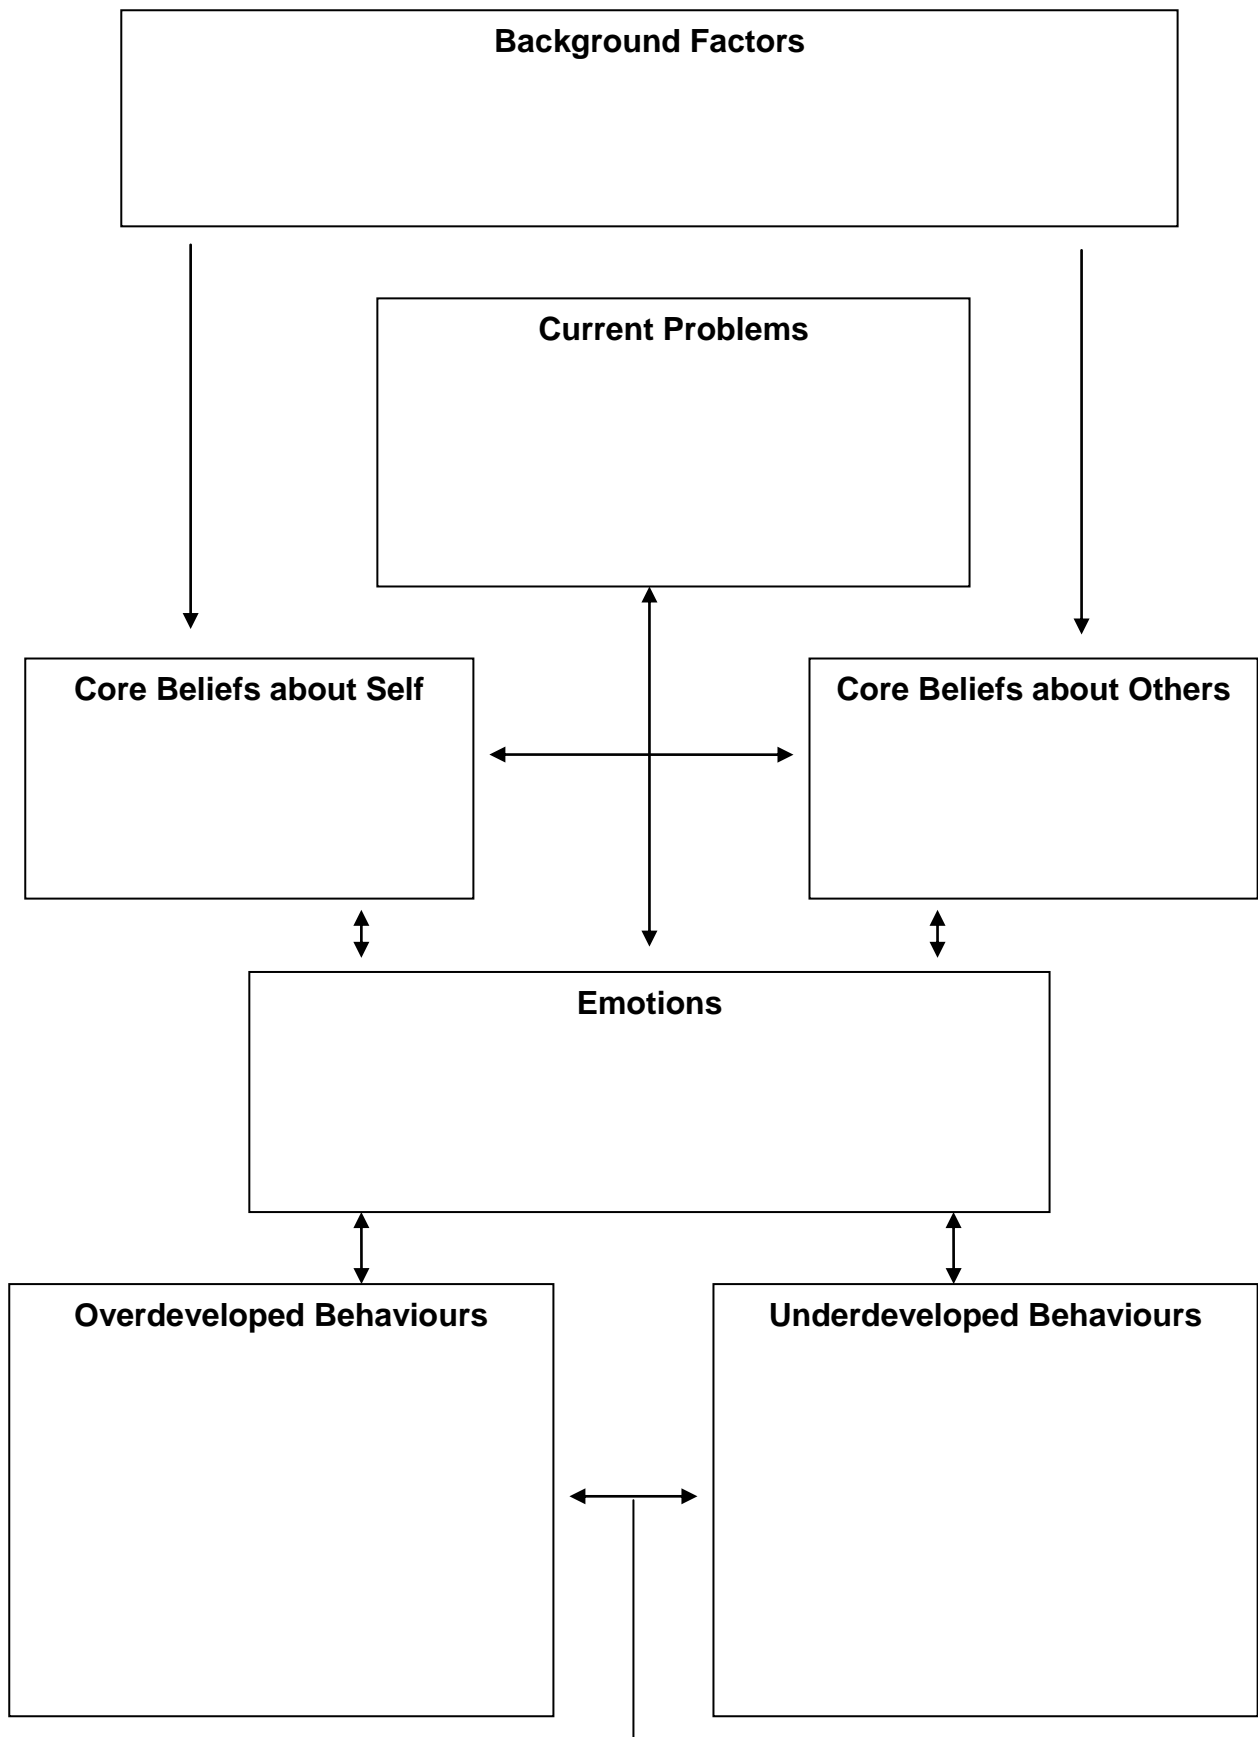 Background Factors
Current Problems
Core Beliefs about Self
Core Beliefs about Others
Emotions
Overdeveloped Behaviours
Underdeveloped Behaviours